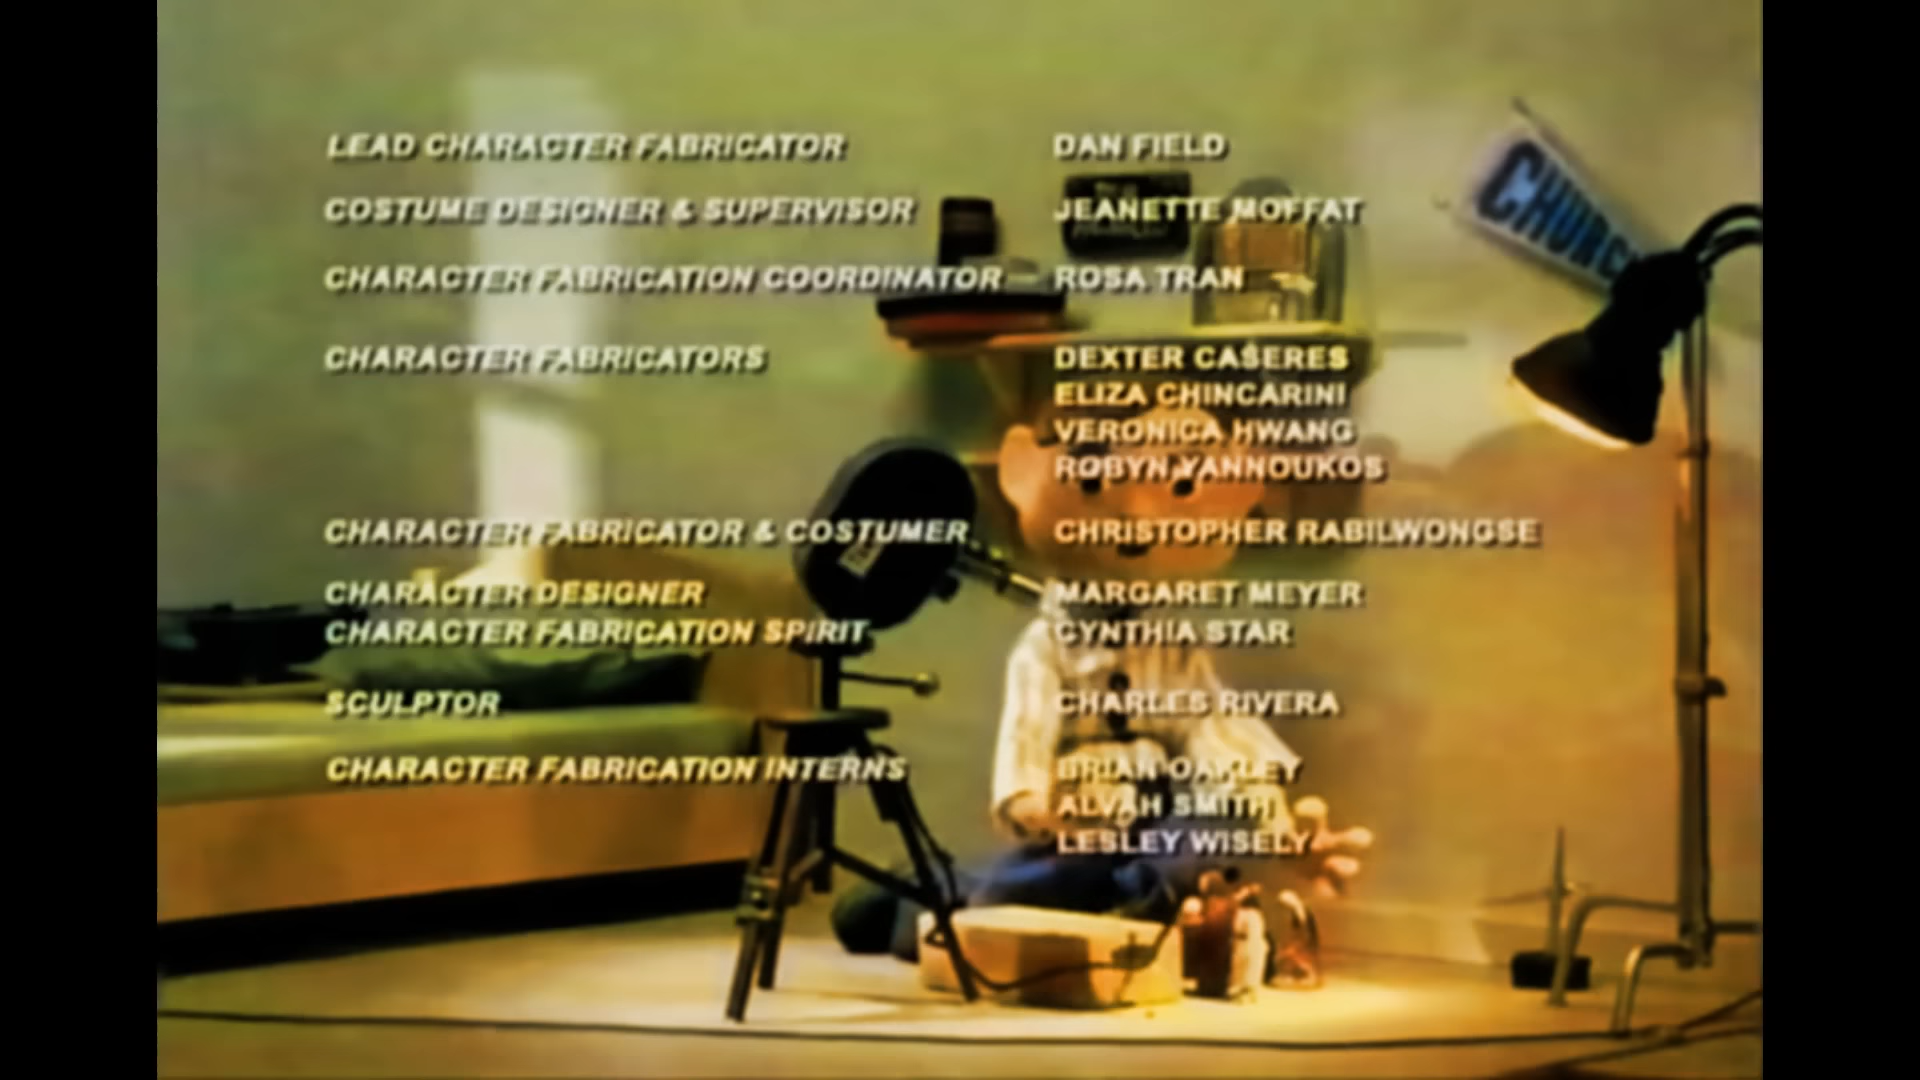 LEAD CHARACTER FABRICATOR DAN FIELD
COSTUME DESIGNER & SUPERVISOR JEANETTE MOFFAT
CHARACTER FABRICATION COORDINATOR ROSA TRAN
CHARACTER FABRICATORS DEXTER CASERES
ELIZA CHINCARINI
VERONICA HWANG
ROBYN YANNOUKOS
CHARACTER FABRICATOR & COSTUMER CHRISTOPHER RABILWONGSE
CHARACTER DESIGNER MARGARET MEYER
CHARACTER FABRICATION SPIRIT CYNTHIA STAR
SCULPTOR CHARLES RIVERA
CHARACTER FABRICATION INTERNS BRIAN OAKLEY
ALVAH SMITH
LESLEY WISELY
CHURC